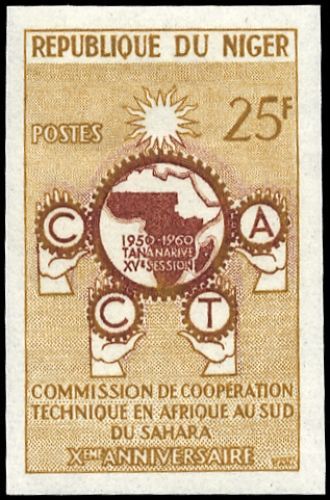 REPUBLIQUE DU NIGER
POSTES
25F
C
A
1950-1960
TANANARIVE
XVe SESSION
C
T
COMMISSION DE COOPÉRATION
TECHNIQUE EN AFRIQUE AU SUD
DU SAHARA
XEME ANNIVERSAIRE